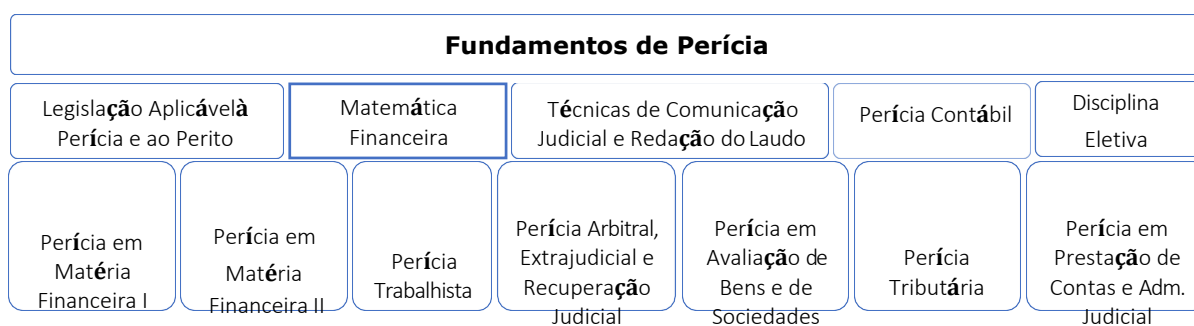 Fundamentos de Perícia
Legislação Aplicávelà
Perícia e ao Perito
Matemática
Financeira
Técnicas de Comunicação
Judicial e Redação do Laudo
Perícia Contábil
Disciplina
Eletiva
Perícia em
Matéria
Financeira I
Perícia em
Matéria
Financeira II
Perícia
Trabalhista
Perícia Arbitral,
Extrajudicial e
Recuperação
Judicial
Perícia em
Avaliação de
Bens e de
Sociedades
Perícia
Tributária
Perícia em
Prestação de
Contas e Adm.
Judicial